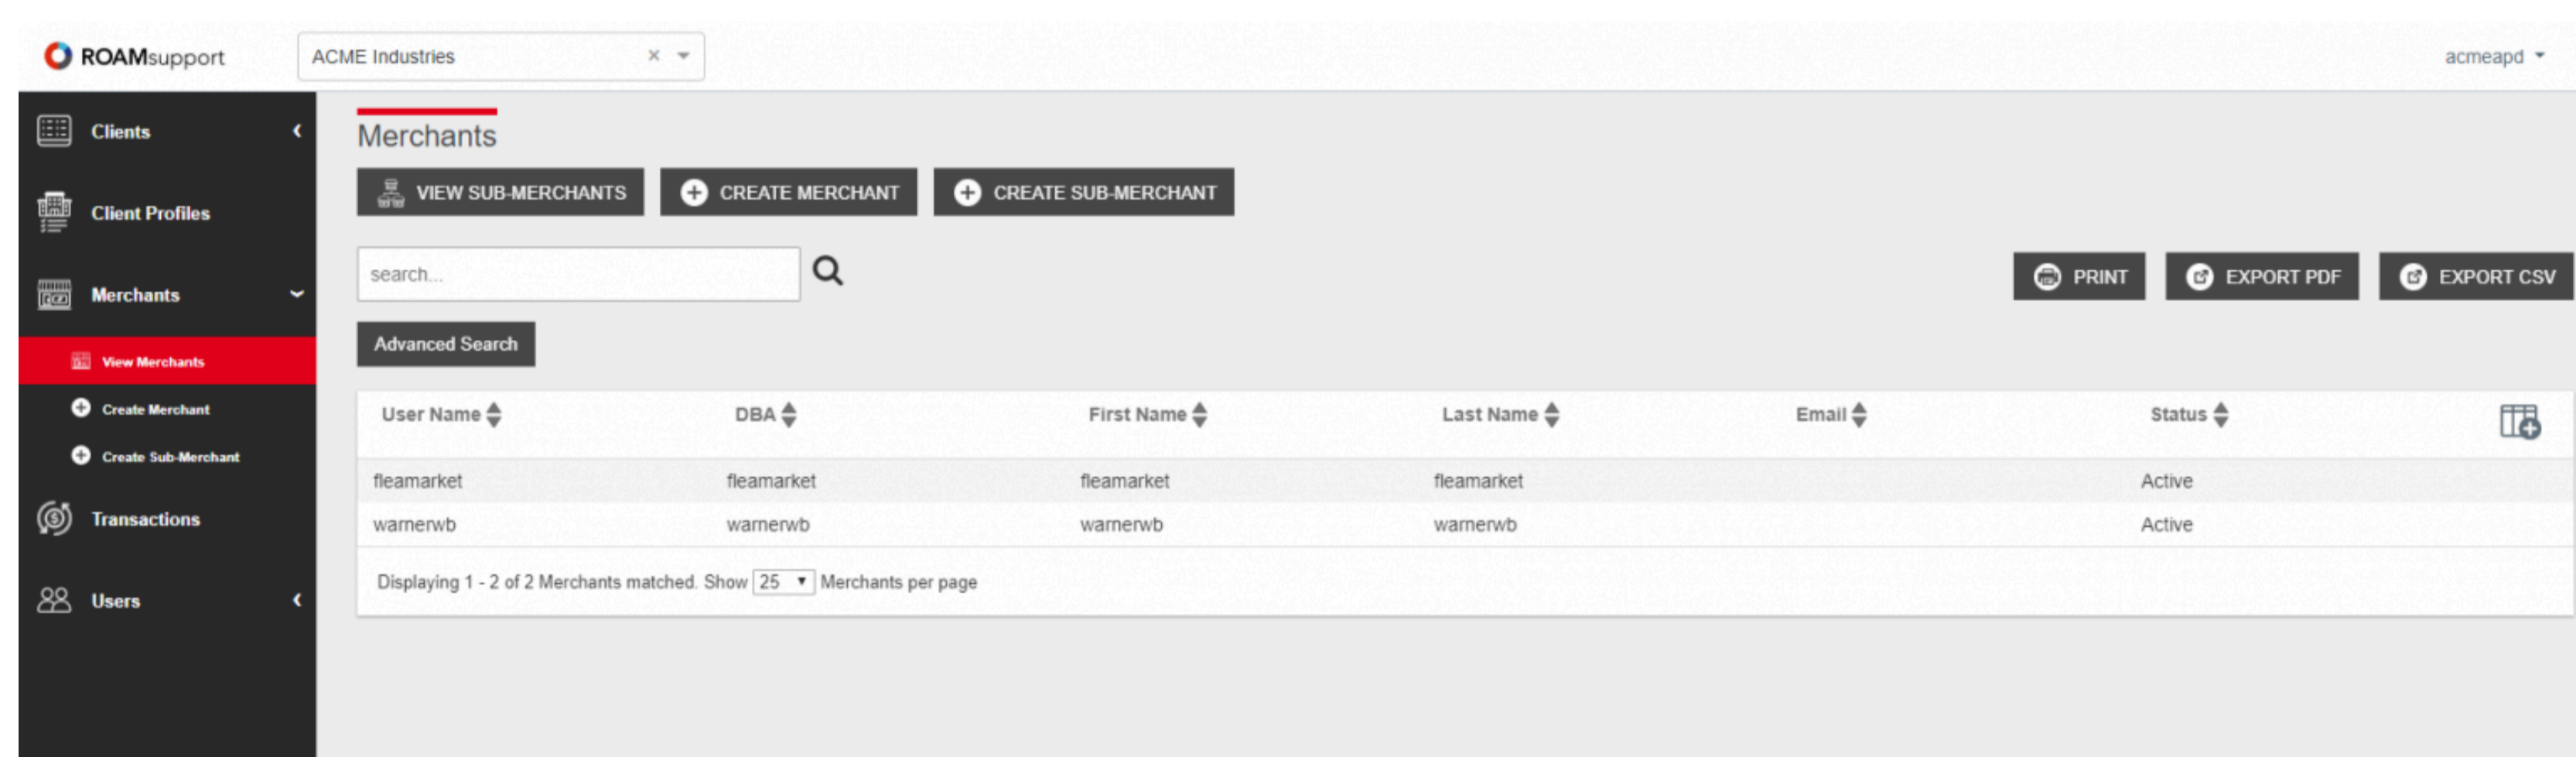 ROAMsupport
ACME Industries × 
acmeapd
Clients
Client Profiles
Merchants
View Merchants
Create Merchant
Create Sub-Merchant
Transactions
Users
Merchants
VIEW SUB-MERCHANTS CREATE MERCHANT CREATE SUB-MERCHANT
search...
PRINT EXPORT PDF EXPORT CSV
Advanced Search
User Name DBA First Name Last Name Email Status
fleamarket fleamarket fleamarket fleamarket Active
warnerwb warnerwb warnerwb warnerwb Active
Displaying 1 - 2 of 2 Merchants matched. Show 25 Merchants per page